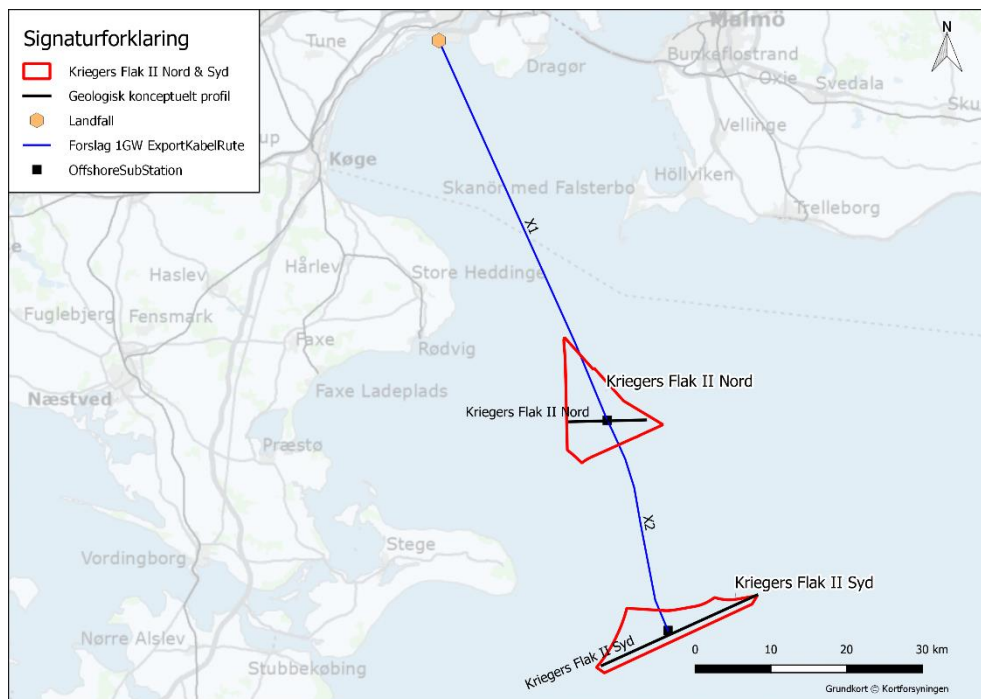 Signaturforklaring
Kriegers Flak II Nord & Syd
Geologisk konceptuelt profil
Landfall
Forslag 1GW ExportKabelRute
OffshoreSubStation
N
Tune
Malmö
Bunkeflostrand
Dragør
Oxie
Svedala
Sku
Vellinge
Køge
Skanör med Falsterbo
Höllviken
Trelleborg
X1
Haslev
Hårlev
Store Heddinge
Fuglebjerg
Fensmark
Faxe
Rødvig
Faxe Ladeplads
Næstved
Kriegers Flak II Nord
Kriegers Flak II Nord
Præstø
X2
Stege
Vordingborg
Kriegers Flak II Syd
Nørre Alslev
Kriegers Flak II Syd
Stubbekøbing
0 10 20 30 km
Grundkort © Kortforsyningen